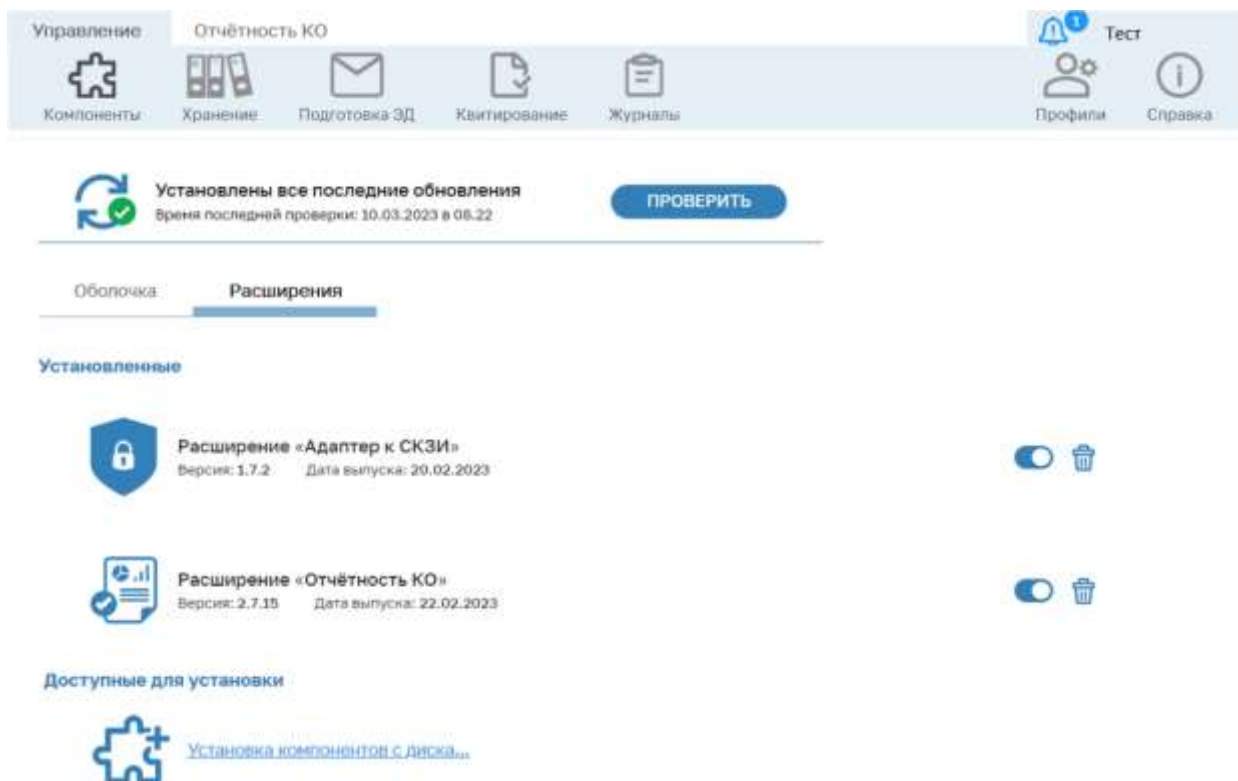 Управление Отчётность КО 1 Тест
Компоненты Хранение Подготовка ЭД Квитирование Журналы Профили Справка
Установлены все последние обновления
Время последней проверки: 10.03.2023 в 08.22
ПРОВЕРИТЬ
Оболочка Расширения
Установленные
Расширение «Адаптер к СКЗИ»
Версия: 1.7.2 Дата выпуска: 20.02.2023
Расширение «Отчётность КО»
Версия: 2.7.15 Дата выпуска: 22.02.2023
Доступные для установки
Установка компонентов с диска...